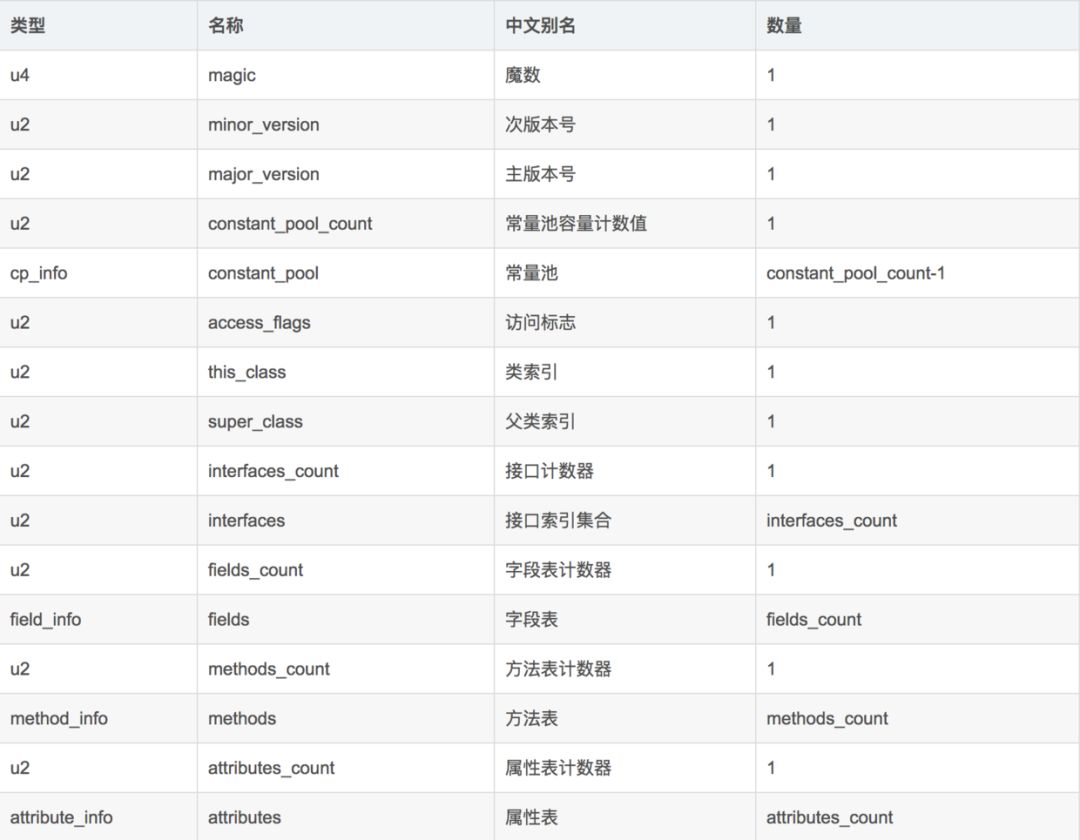 类型 名称 中文别名 数量
u4 magic 魔数 1
u2 minor_version 次版本号 1
u2 major_version 主版本号 1
u2 constant_pool_count 常量池容量计数值 1
cp_info constant_pool 常量池 constant_pool_count-1
u2 access_flags 访问标志 1
u2 this_class 类索引 1
u2 super_class 父类索引 1
u2 interfaces_count 接口计数器 1
u2 interfaces 接口索引集合 interfaces_count
u2 fields_count 字段表计数器 1
field_info fields 字段表 fields_count
u2 methods_count 方法表计数器 1
method_info methods 方法表 methods_count
u2 attributes_count 属性表计数器 1
attribute_info attributes 属性表 attributes_count